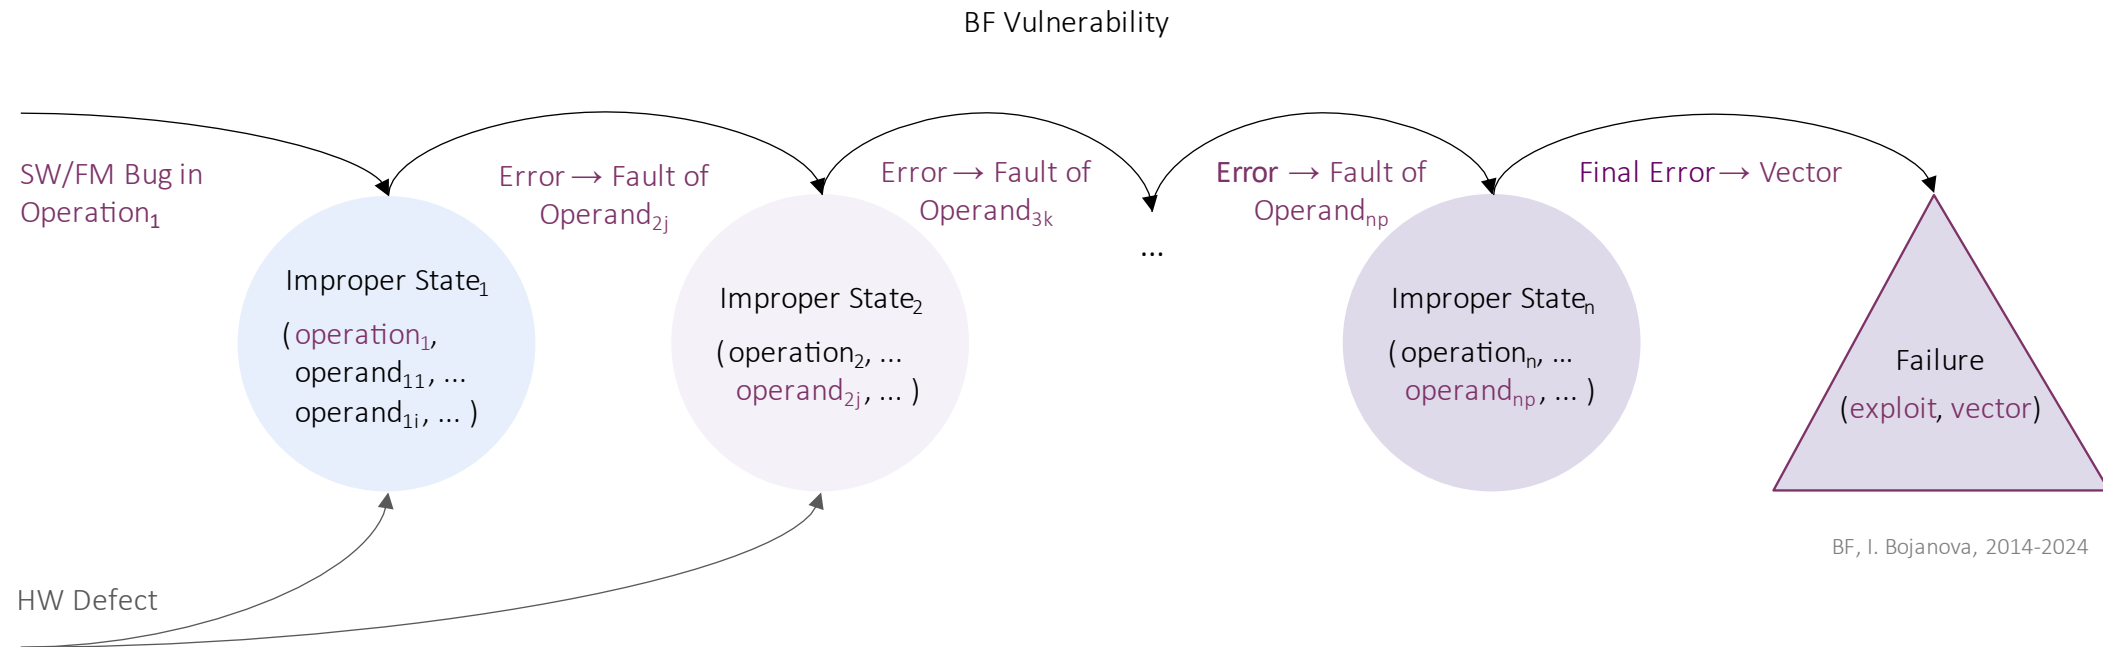 BF Vulnerability
SW/FM Bug in
Operation₁
Error → Fault of
Operand₂ⱼ
Error → Fault of
Operand₃ₖ
Error → Fault of
Operandₙₚ
Final Error → Vector
...
Improper State₁
(operation₁,
operand₁₁, ...
operand₁ᵢ, ... )
Improper State₂
(operation₂, ...
operand₂ⱼ, ... )
Improper Stateₙ
(operationₙ, ...
operandₙₚ, ... )
Failure
(exploit, vector)
BF, I. Bojanova, 2014-2024
HW Defect